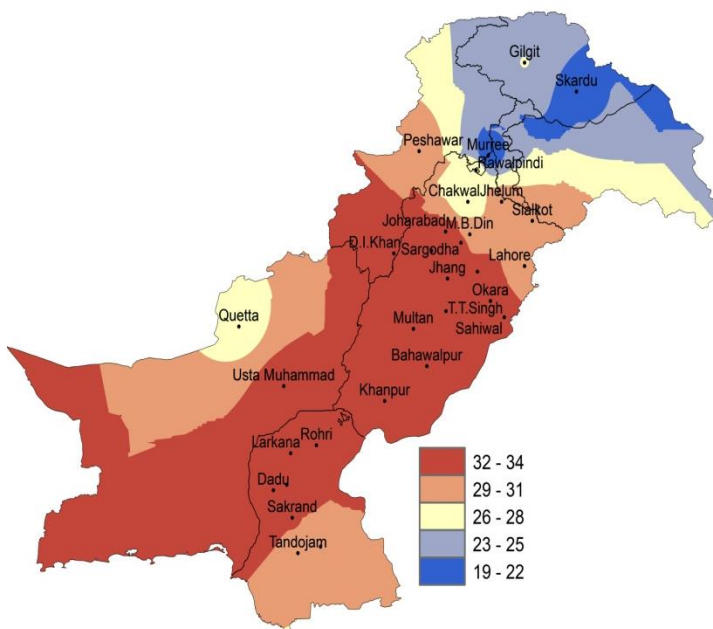 Gilgit
Skardu
Peshawar
Murree
Rawalpindi
Chakwal
Jhelum
Sialkot
Joharabad
M.B.Din
D.I.Khan
Sargodha
Lahore
Jhang
Okara
Quetta
T.T.Singh
Multan
Sahiwal
Bahawalpur
Usta Muhammad
Khanpur
Rohri
Larkana
Dadu
Sakrand
Tandojam
32 - 34
29 - 31
26 - 28
23 - 25
19 - 22